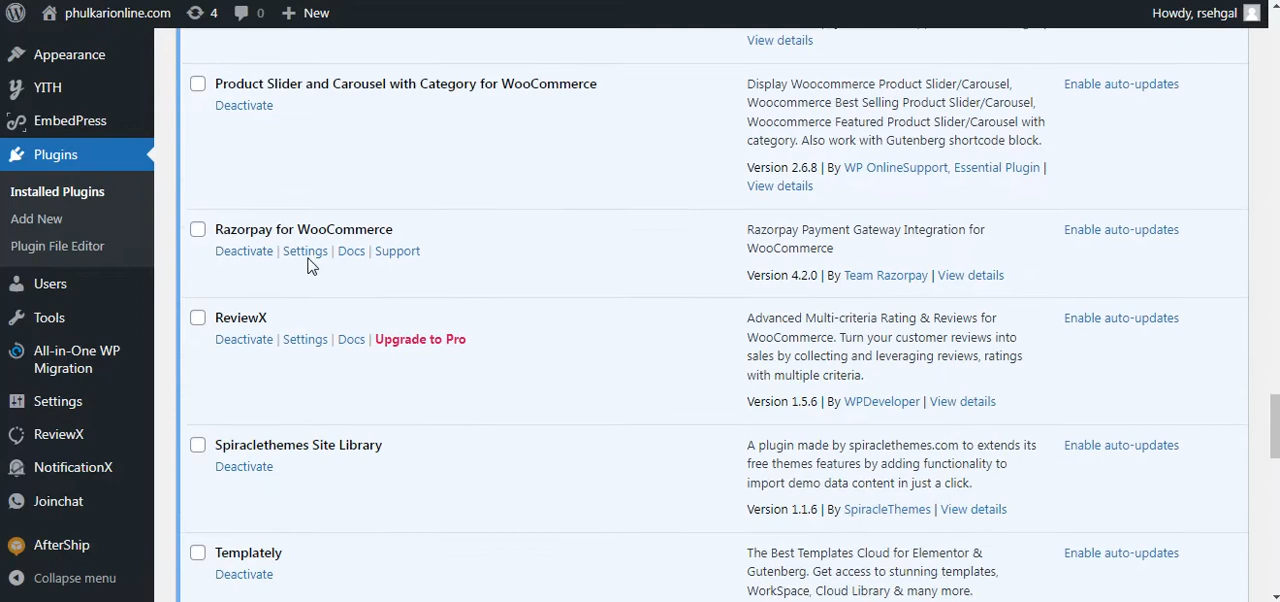 phulkarionline.com 4 0 New Howdy, rsehgal
Appearance
YITH
EmbedPress
Plugins
Installed Plugins
Add New
Plugin File Editor
Users
Tools
All-in-One WP
Migration
Settings
ReviewX
NotificationX
Joinchat
AfterShip
Collapse menu
View details
Product Slider and Carousel with Category for WooCommerce
Deactivate
Display Woocommerce Product Slider/Carousel,
Woocommerce Best Selling Product Slider/Carousel,
Woocommerce Featured Product Slider/Carousel with
category. Also work with Gutenberg shortcode block.
Version 2.6.8 | By WP OnlineSupport, Essential Plugin |
View details
Enable auto-updates
Razorpay for WooCommerce
Deactivate | Settings | Docs | Support
Razorpay Payment Gateway Integration for
WooCommerce
Version 4.2.0 | By Team Razorpay | View details
Enable auto-updates
ReviewX
Deactivate | Settings | Docs | Upgrade to Pro
Advanced Multi-criteria Rating & Reviews for
WooCommerce. Turn your customer reviews into
sales by collecting and leveraging reviews, ratings
with multiple criteria.
Version 1.5.6 | By WPDeveloper | View details
Enable auto-updates
Spiraclethemes Site Library
Deactivate
A plugin made by spiraclethemes.com to extends its
free themes features by adding functionality to
import demo data content in just a click.
Version 1.1.6 | By SpiracleThemes | View details
Enable auto-updates
Templately
Deactivate
The Best Templates Cloud for Elementor &
Gutenberg. Get access to stunning templates,
WorkSpace, Cloud Library & many more.
Enable auto-updates